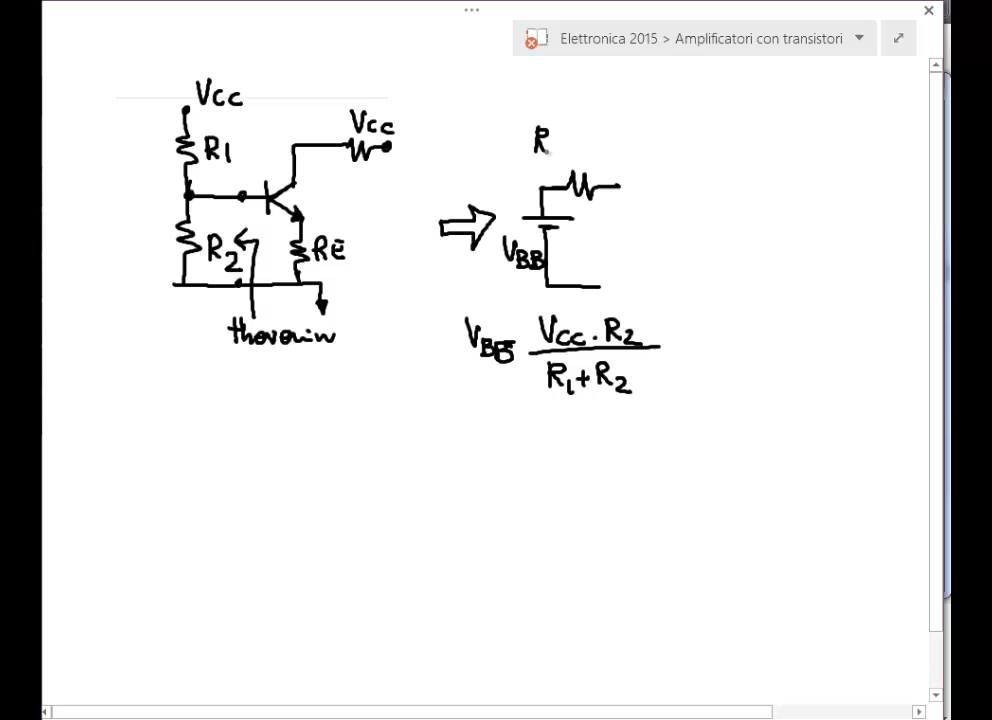 Elettronica 2015 > Amplificatori con transistori
Vcc
R1
Vcc
R2
RE
thevenin
R
VBB
VBB = Vcc . R2
R1+R2